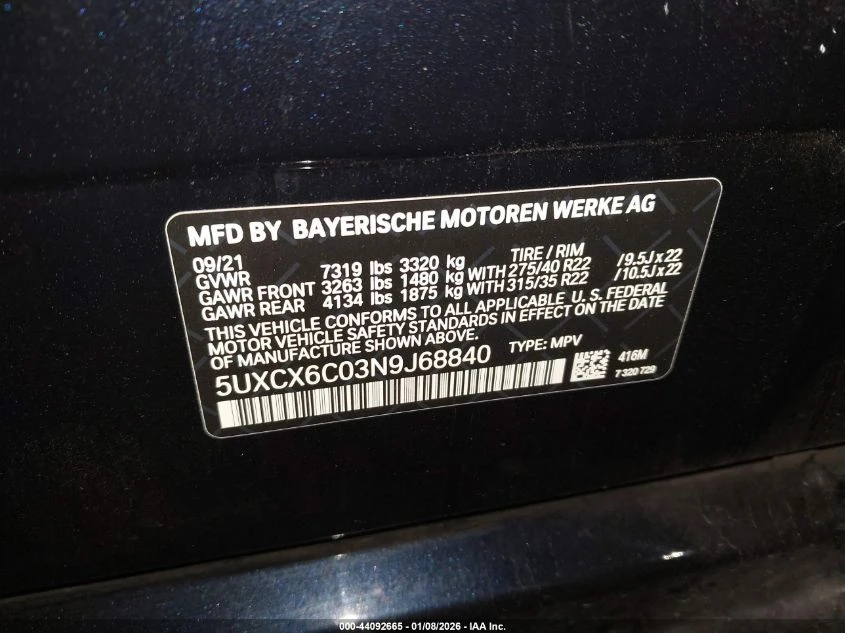 MFD BY BAYERISCHE MOTOREN WERKE AG
09/21 TIRE / RIM
GVWR 7319 lbs 3320 kg
GAWR FRONT 3263 lbs 1480 kg WITH 275/40 R22 / 9.5J x 22
GAWR REAR 4134 lbs 1875 kg WITH 315/35 R22 / 10.5J x 22
THIS VEHICLE CONFORMS TO ALL APPLICABLE U. S. FEDERAL
MOTOR VEHICLE SAFETY STANDARDS IN EFFECT ON THE DATE
OF MANUFACTURE SHOWN ABOVE.
5UXCX6C03N9J68840 TYPE: MPV
416M
7 320 729
000-44092665 - 01/08/2026 - IAA Inc.